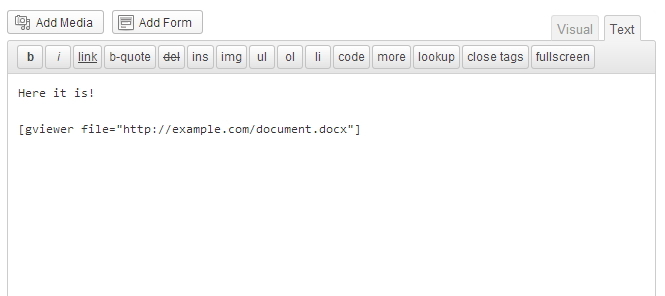 Add Media Add Form
Visual Text
b i link b-quote del ins img ul ol li code more lookup close tags fullscreen
Here it is!
[gviewer file="http://example.com/document.docx"]